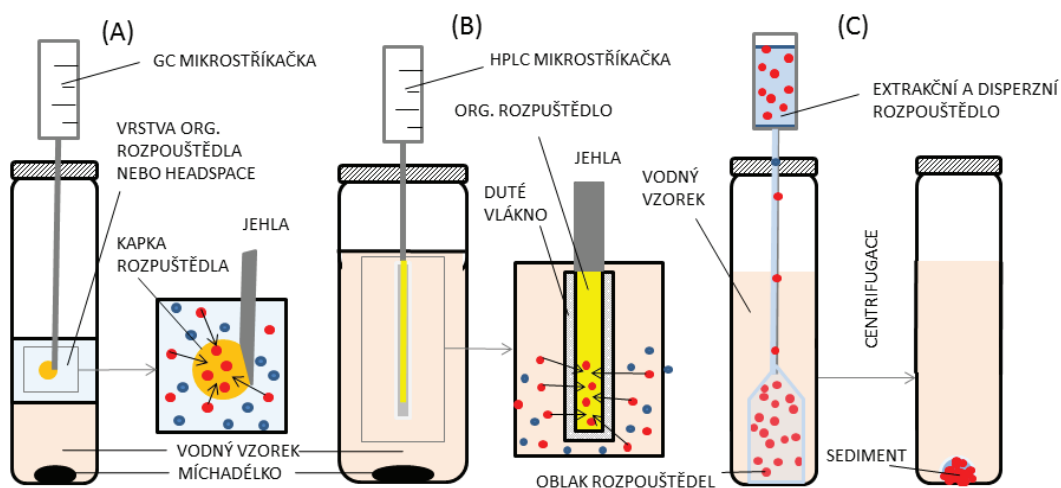 (A)
GC MIKROSTŘÍKAČKA
VRSTVA ORG.
ROZPOUŠTĚDLA
NEBO HEADSPACE
JEHLA
KAPKA
ROZPUŠTĚDLA
(B)
HPLC MIKROSTŘÍKAČKA
ORG. ROZPUŠTĚDLO
JEHLA
DUTÉ
VLÁKNO
VODNÝ VZOREK
MÍCHADÉLKO
(C)
EXTRAKČNÍ A DISPERZNÍ
ROZPOUŠTĚDLO
VODNÝ
VZOREK
CENTRIFUGACE
OBLAK ROZPOUŠTĚDEL
SEDIMENT